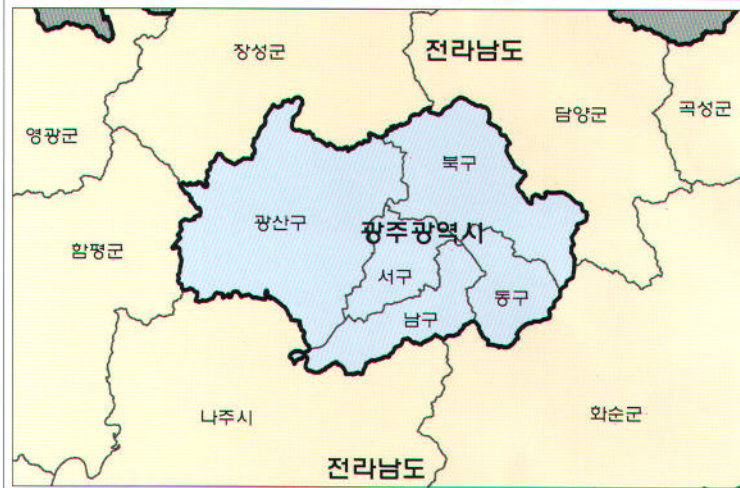 장성군
전라남도
담양군
곡성군
영광군
북구
광산구
광주광역시
함평군
서구
동구
남구
나주시
화순군
전라남도